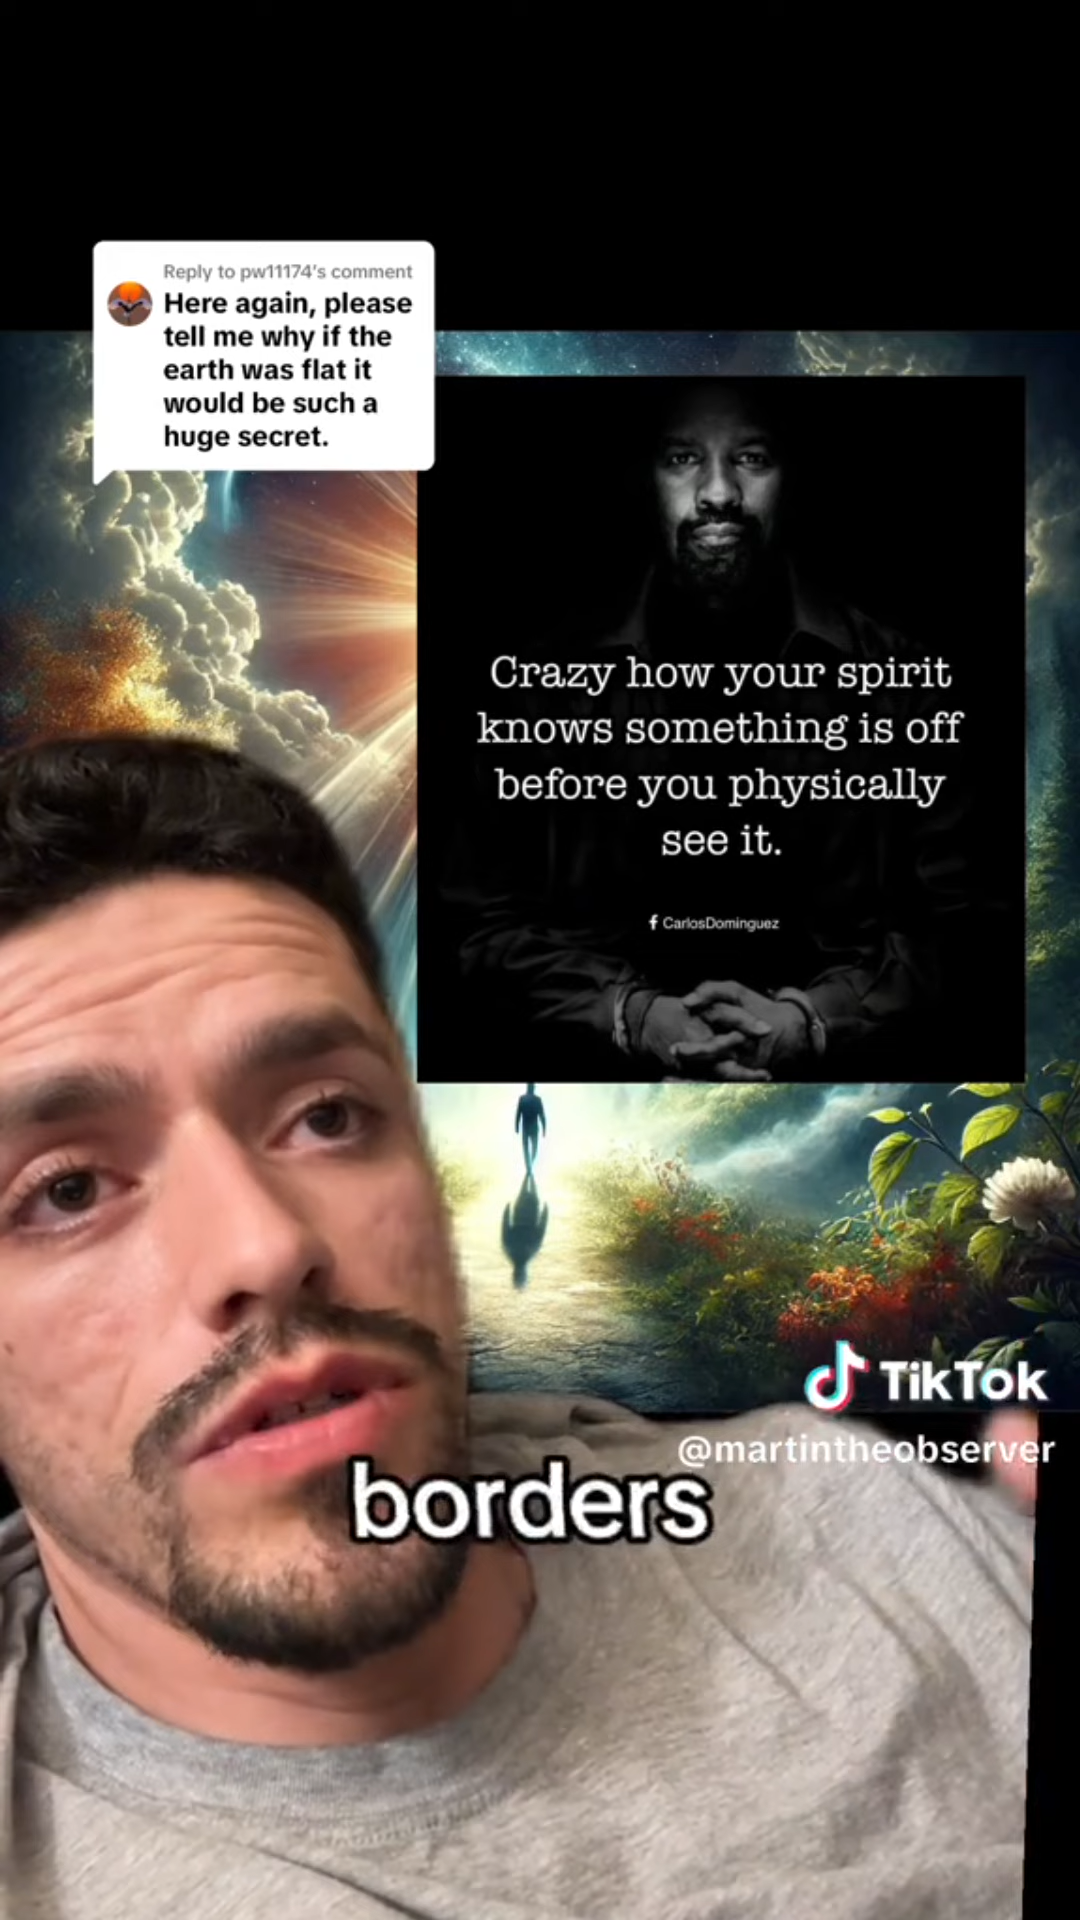 Reply to pw11174's comment
Here again, please
tell me why if the
earth was flat it
would be such a
huge secret.
Crazy how your spirit
knows something is off
before you physically
see it.
f CarlosDominguez
TikTok
@martintheobserver
borders